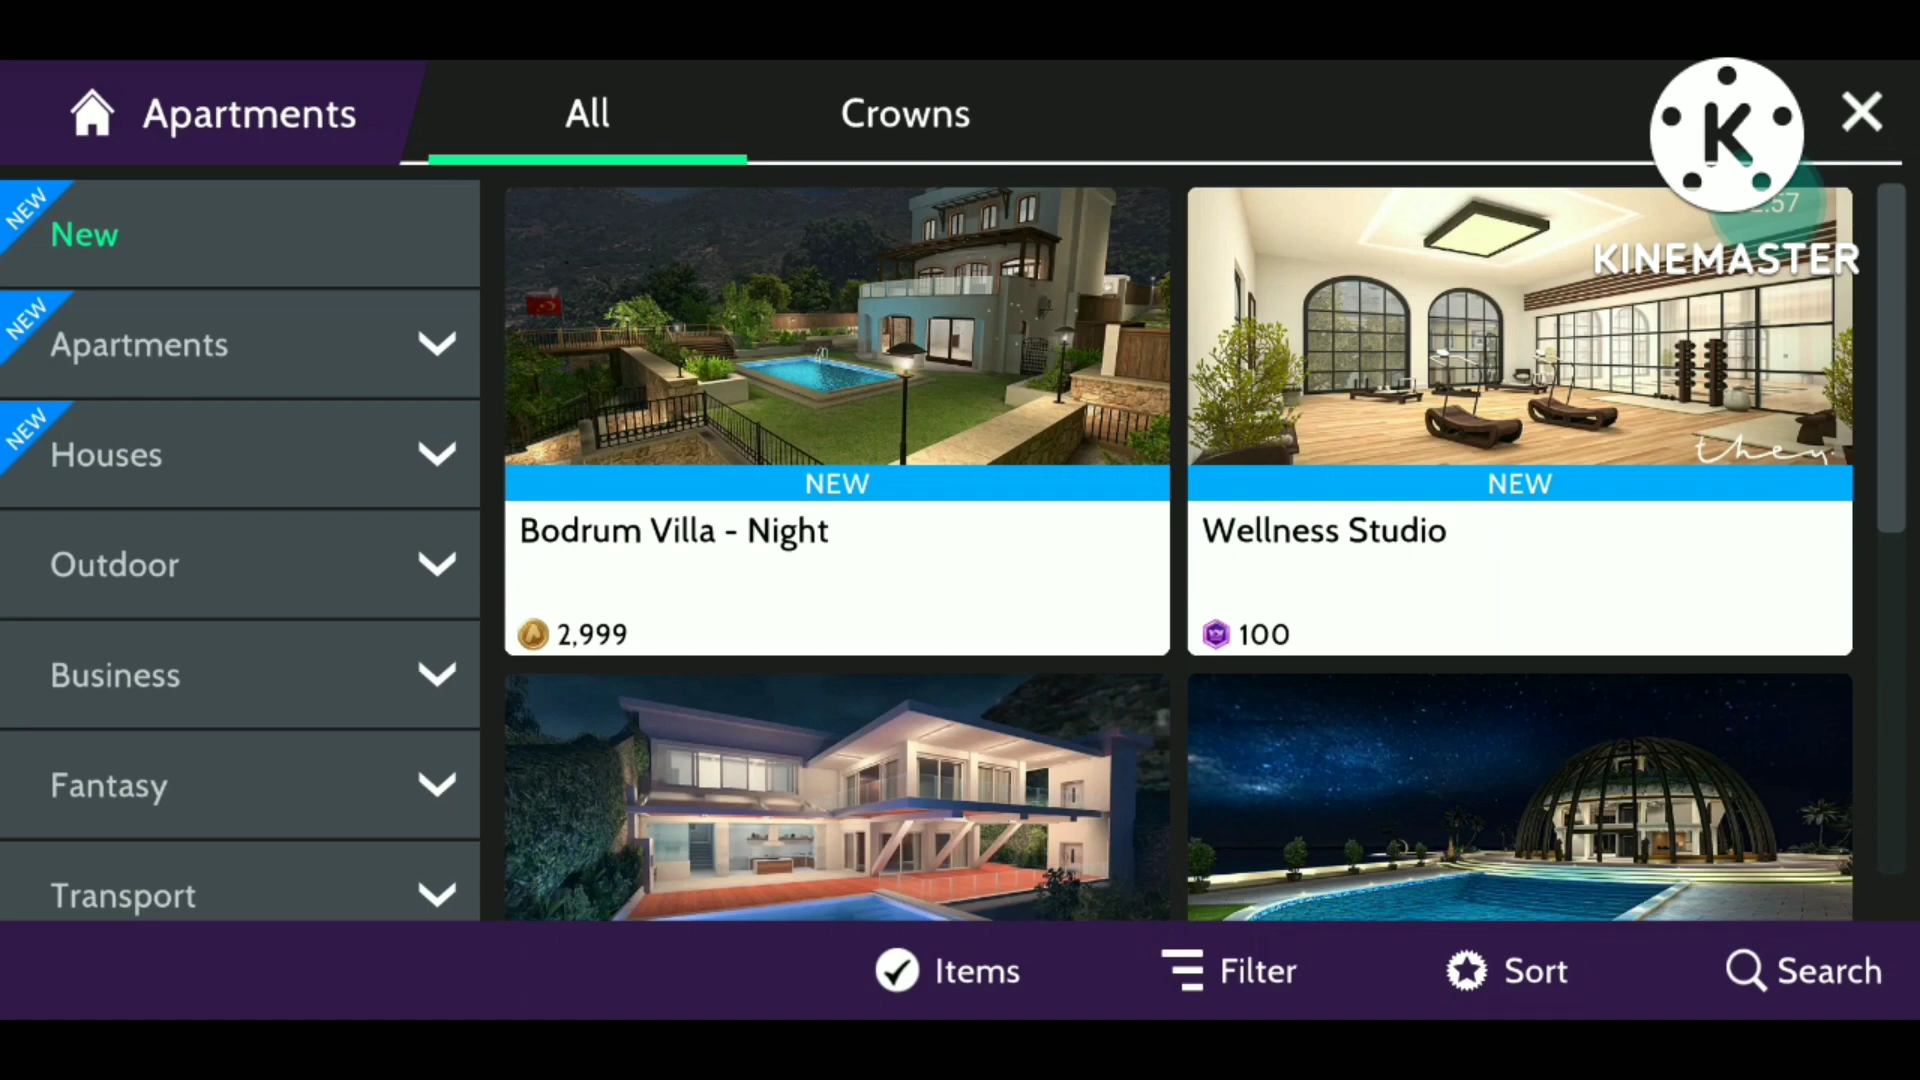 Apartments
All
Crowns
K
KINEMASTER
NEW
New
NEW
Apartments
NEW
Houses
Outdoor
Business
Fantasy
Transport
they.
NEW
Bodrum Villa - Night
2,999
NEW
Wellness Studio
100
Items
Filter
Sort
Search